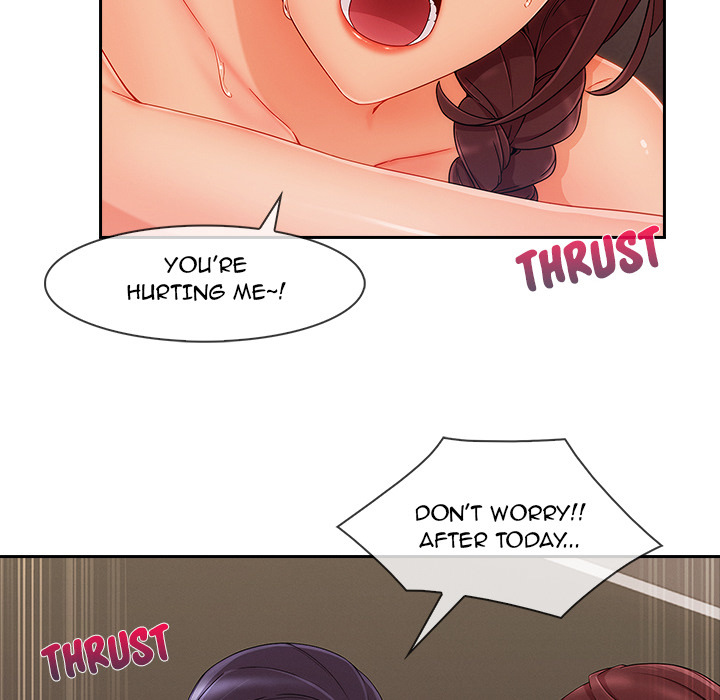 YOU'RE
HURTING ME~!
THRUST
DON'T WORRY!!
AFTER TODAY...
THRUST